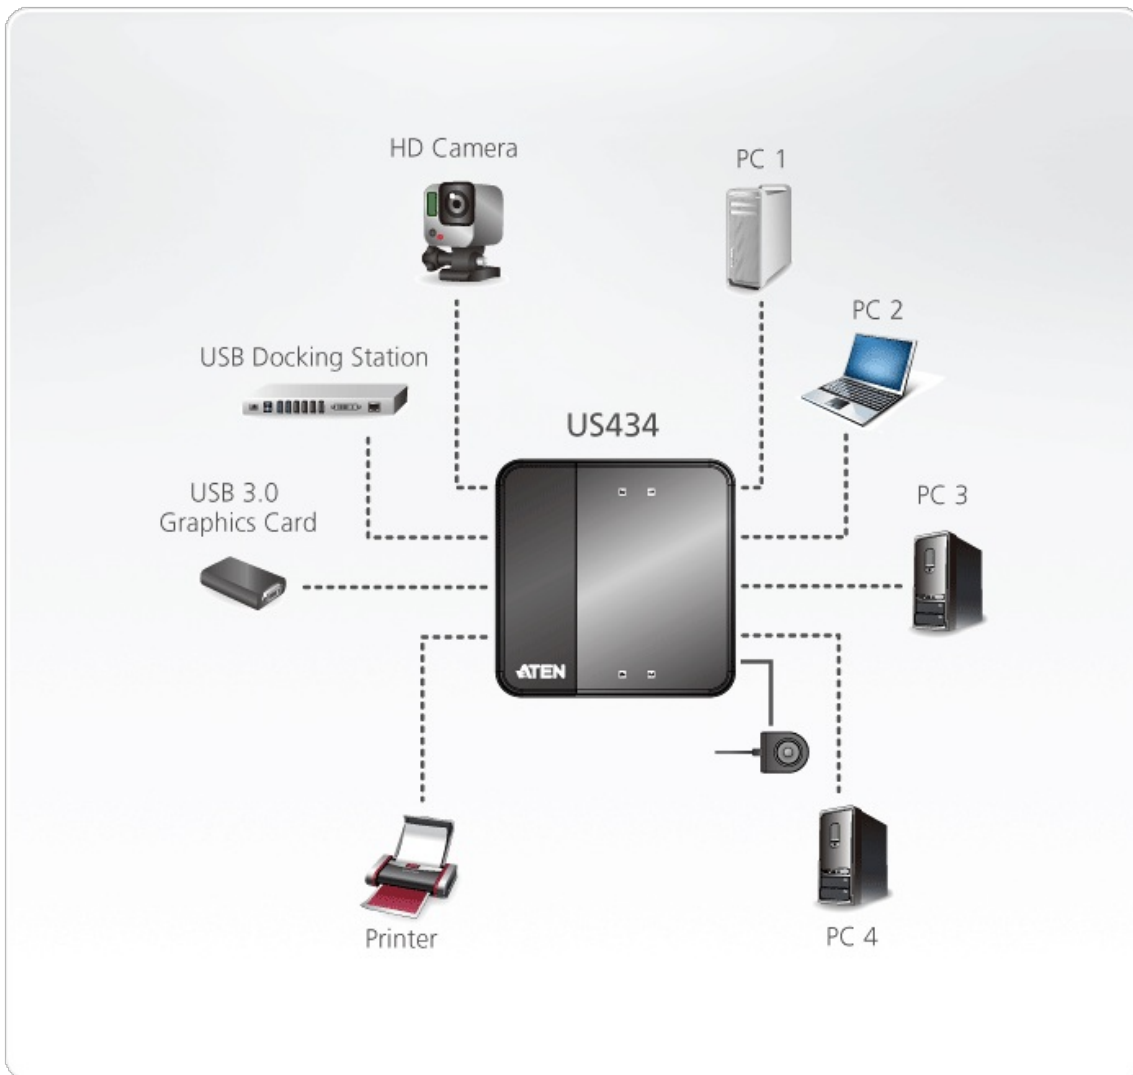 HD Camera
PC 1
PC 2
USB Docking Station
US434
USB 3.0
Graphics Card
PC 3
ATEN
Printer
PC 4